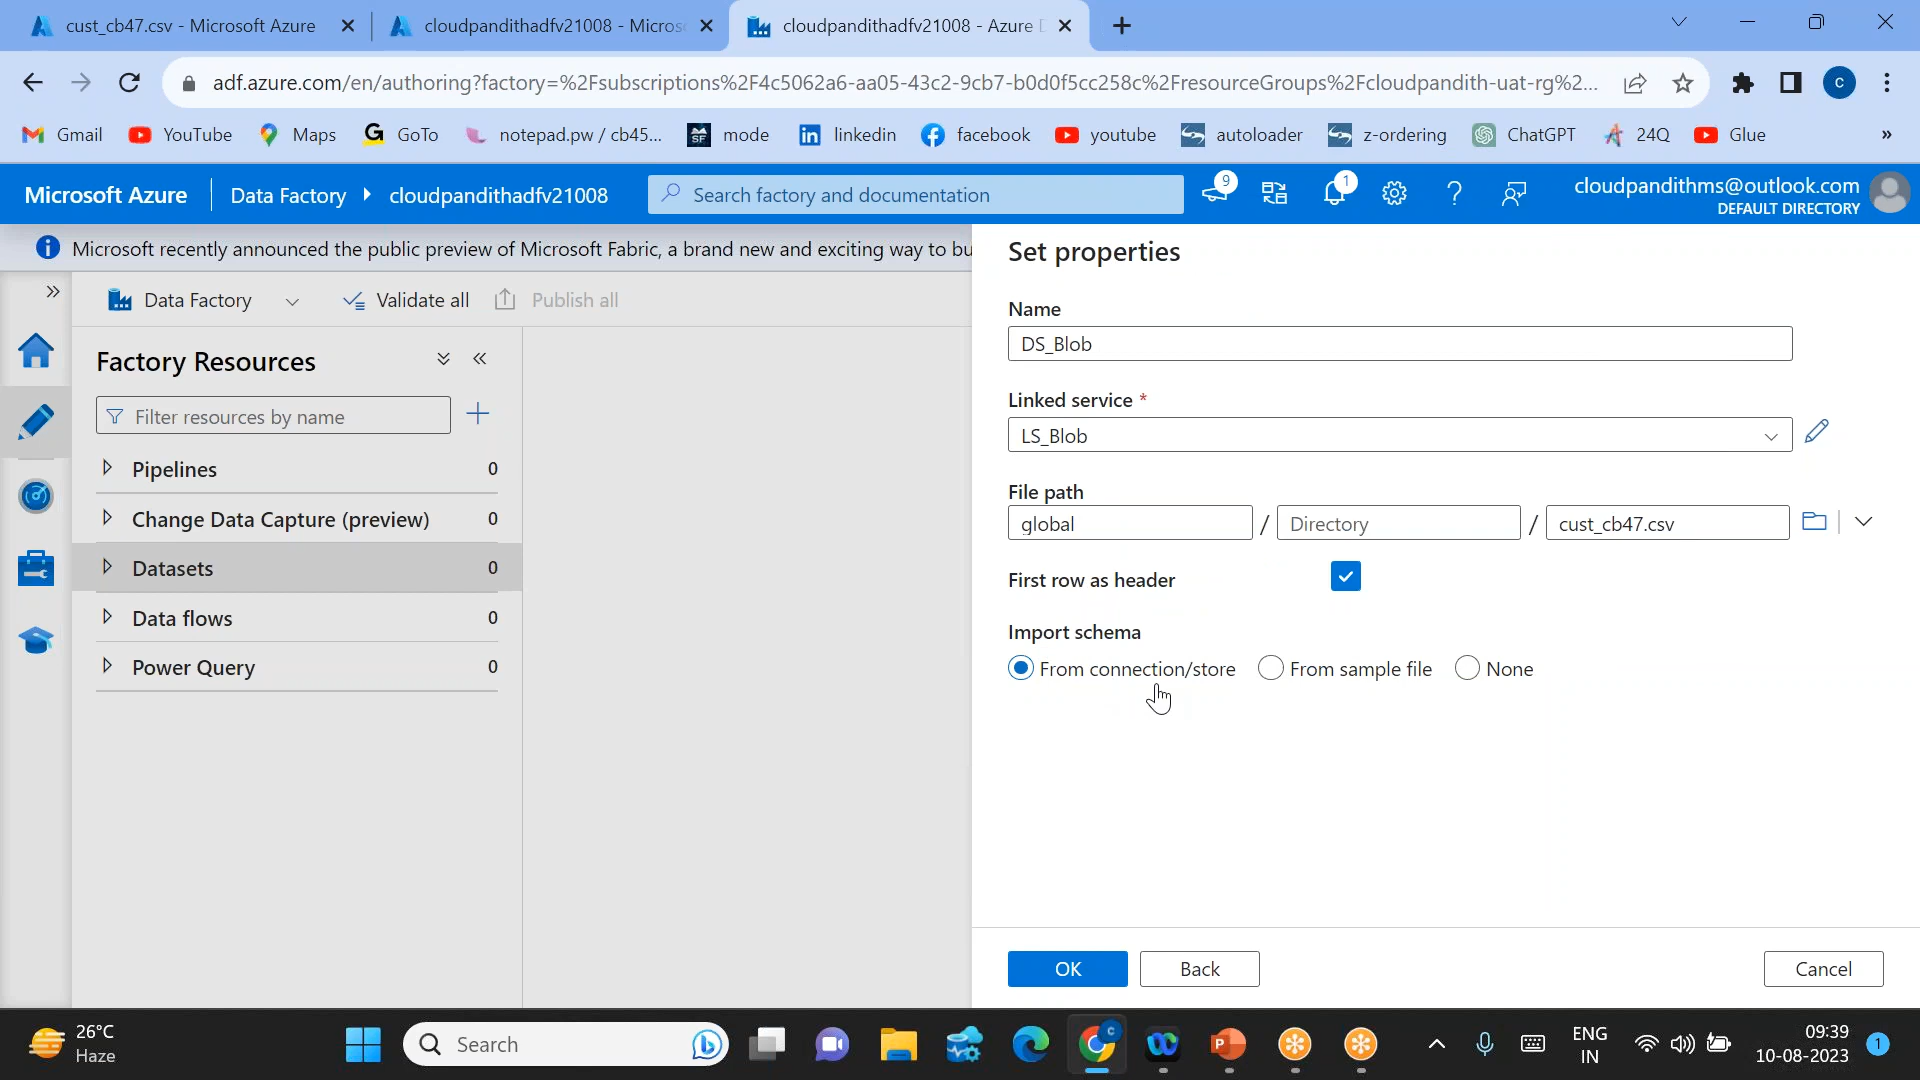 cust_cb47.csv - Microsoft Azure
cloudpandithadfv21008 - Micros
cloudpandithadfv21008 - Azure D
adf.azure.com/en/authoring?factory=%2Fsubscriptions%2F4c5062a6-aa05-43c2-9cb7-b0d0f5cc258c%2FresourceGroups%2Fcloudpandith-uat-rg%2...
c
Gmail
YouTube
Maps
GoTo
notepad.pw / cb45...
mode
linkedin
facebook
youtube
autoloader
z-ordering
ChatGPT
24Q
Glue
»
Microsoft Azure
Data Factory
cloudpandithadfv21008
Search factory and documentation
9
1
cloudpandithms@outlook.com
DEFAULT DIRECTORY
Microsoft recently announced the public preview of Microsoft Fabric, a brand new and exciting way to bu
Data Factory
Validate all
Publish all
Factory Resources
Filter resources by name
Pipelines 0
Change Data Capture (preview) 0
Datasets 0
Data flows 0
Power Query 0
Set properties
Name
DS_Blob
Linked service *
LS_Blob
File path
global / Directory / cust_cb47.csv
First row as header
Import schema
From connection/store
From sample file
None
OK
Back
Cancel
26°C
Haze
Search
ENG
IN
09:39
10-08-2023
1